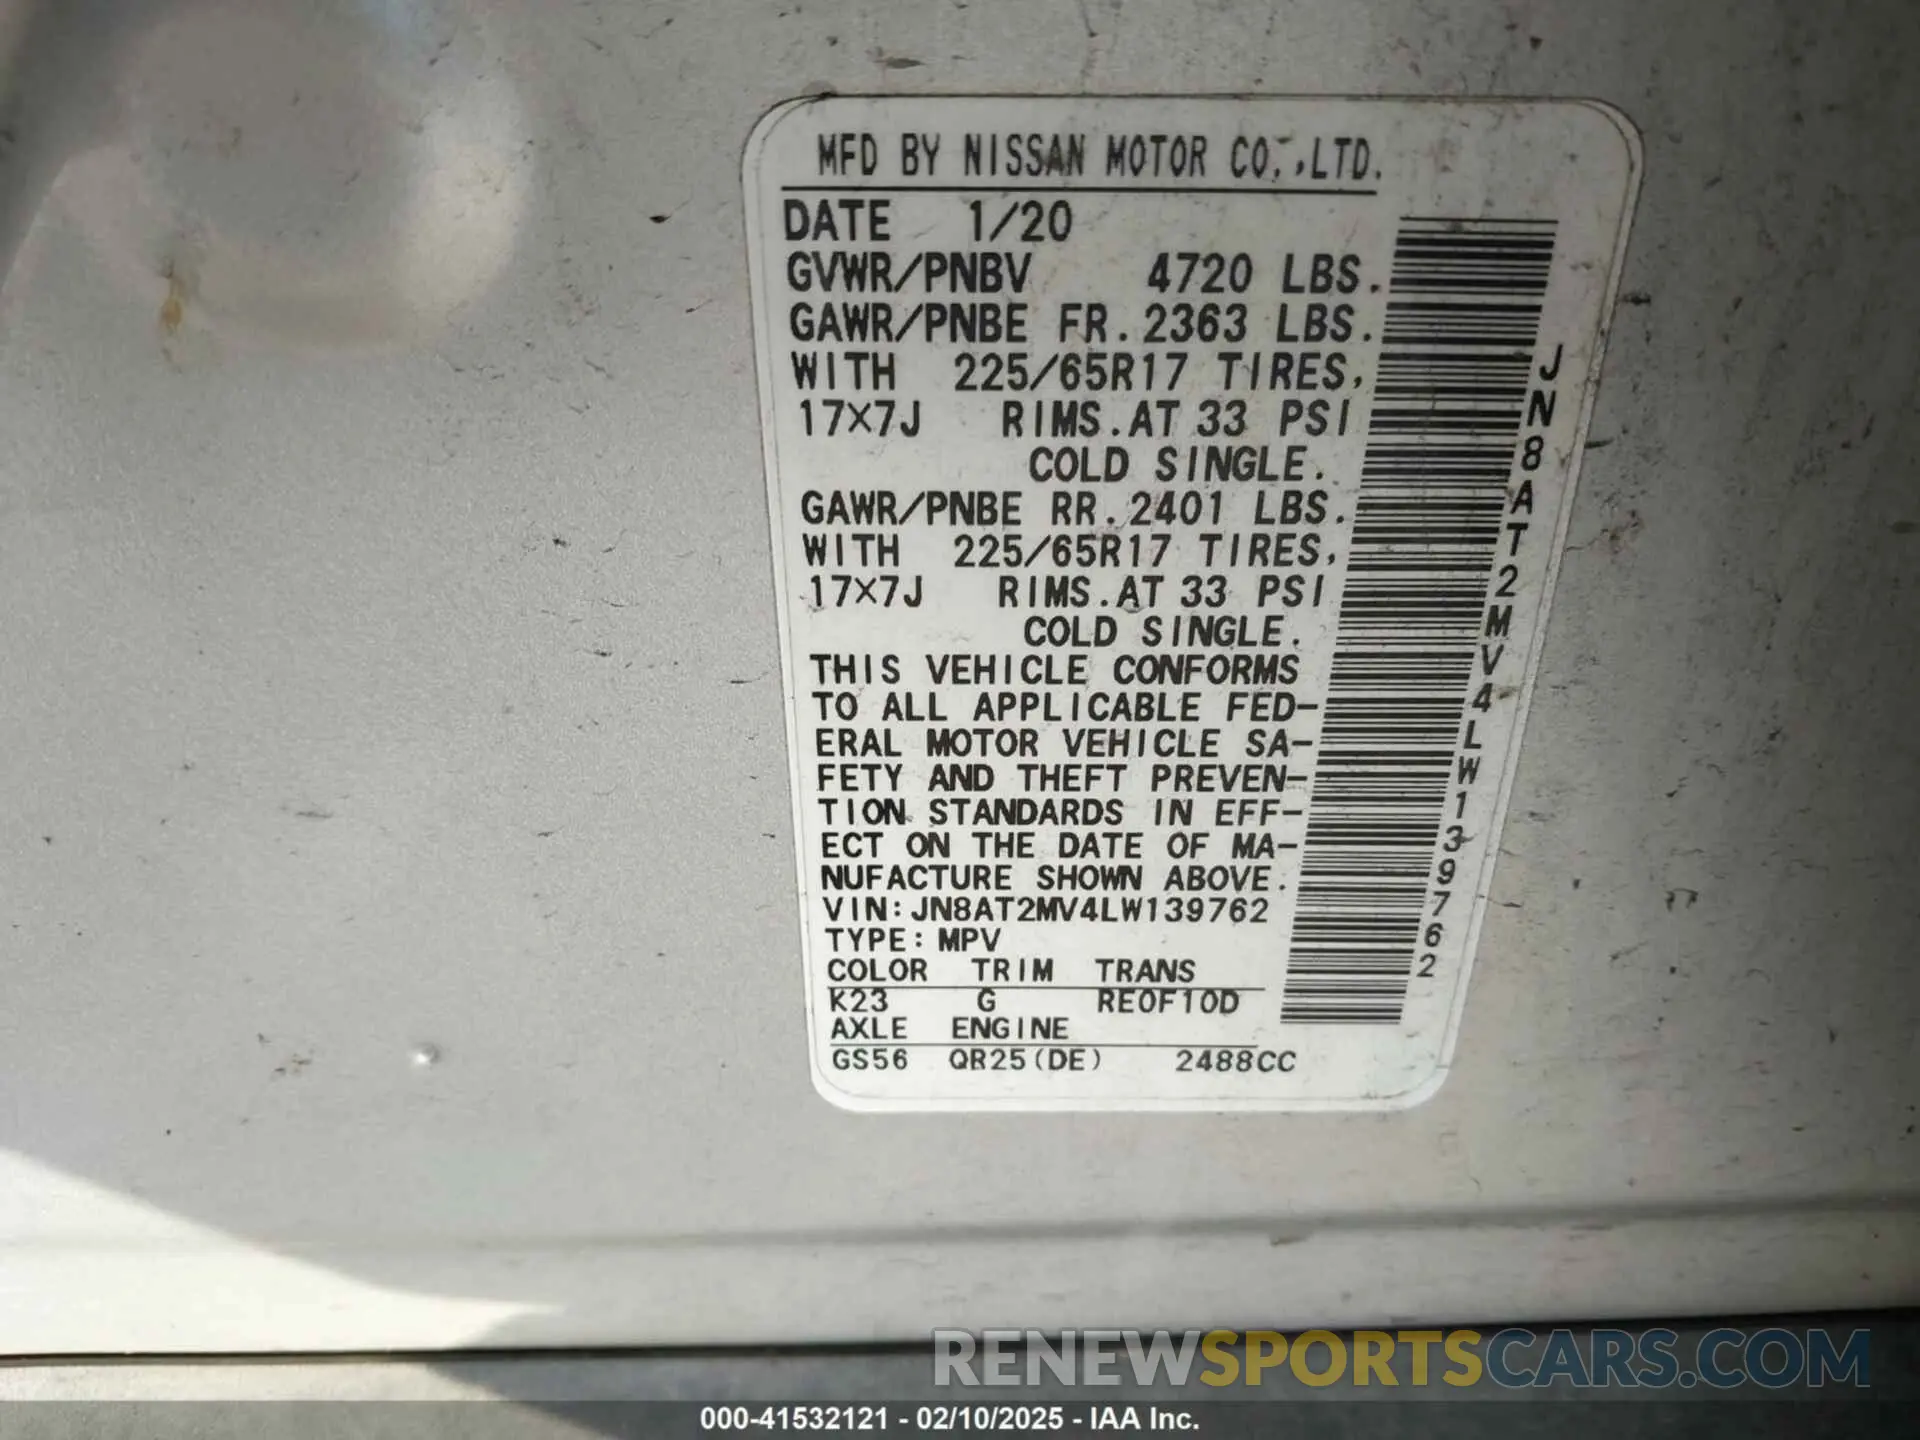 MFD BY NISSAN MOTOR CO.,LTD.
DATE 1/20
GVWR/PNBV 4720 LBS.
GAWR/PNBE FR.2363 LBS.
WITH 225/65R17 TIRES,
17X7J RIMS.AT 33 PSI
COLD SINGLE.
GAWR/PNBE RR.2401 LBS.
WITH 225/65R17 TIRES,
17X7J RIMS.AT 33 PSI
COLD SINGLE.
THIS VEHICLE CONFORMS
TO ALL APPLICABLE FED-
ERAL MOTOR VEHICLE SA-
FETY AND THEFT PREVEN-
TION STANDARDS IN EFF-
ECT ON THE DATE OF MA-
NUFACTURE SHOWN ABOVE.
VIN:JN8AT2MV4LW139762
TYPE:MPV
COLOR TRIM TRANS
K23 G RE0F10D
AXLE ENGINE
GS56 QR25(DE) 2488CC
JN8AT2MV4LW139762
RENEWSPORTSCARS.COM
000-41532121 - 02/10/2025 - IAA Inc.